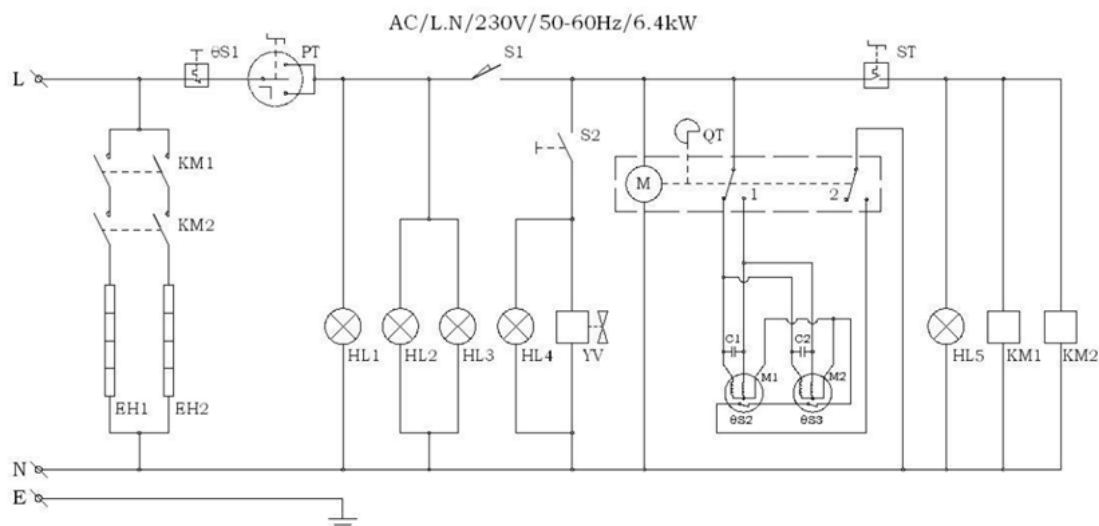 AC/L.N/230V/50-60Hz/6.4kW
θS1 PT S1 ST
L
S2 QT
KM1
M 1 2
KM2
C1 C2
HL1 HL2 HL3 HL4 YV HL5 KM1 KM2
M1 M2
EH1 EH2 θS2 θS3
N
E